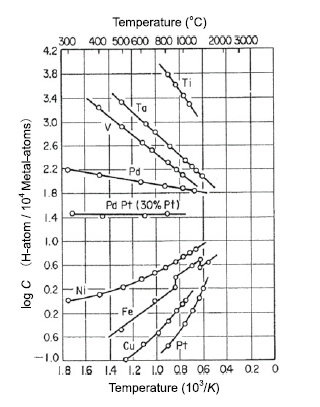 Temperature (°C)
300 400 500 600 800 1000 2000 3000
4.2
3.8
3.4
3.0
2.6
2.2
1.8
1.4
1.0
0.6
0.2
0.2
0.6
-1.0
log C (H-atom / 10⁴ Metal-atoms)
Ti
Ta
V
Pd
Pd Pt (30% Pt)
Ni
Fe
Cu
Pt
1.8 1.6 1.4 1.2 1.0 0.8 0.6 0.4 0.2 0
Temperature (10³/K)